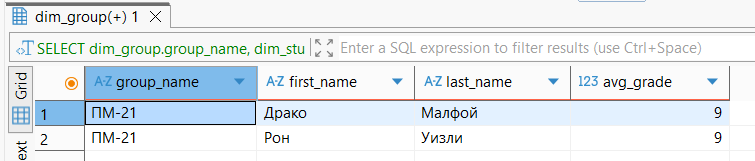 dim_group(+) 1
SELECT dim_group.group_name, dim_stu Enter a SQL expression to filter results (use Ctrl+Space)
Grid
A-Z group_name A-Z first_name A-Z last_name 123 avg_grade
1 ПМ-21 Драко Малфой 9
2 ПМ-21 Рон Уизли 9